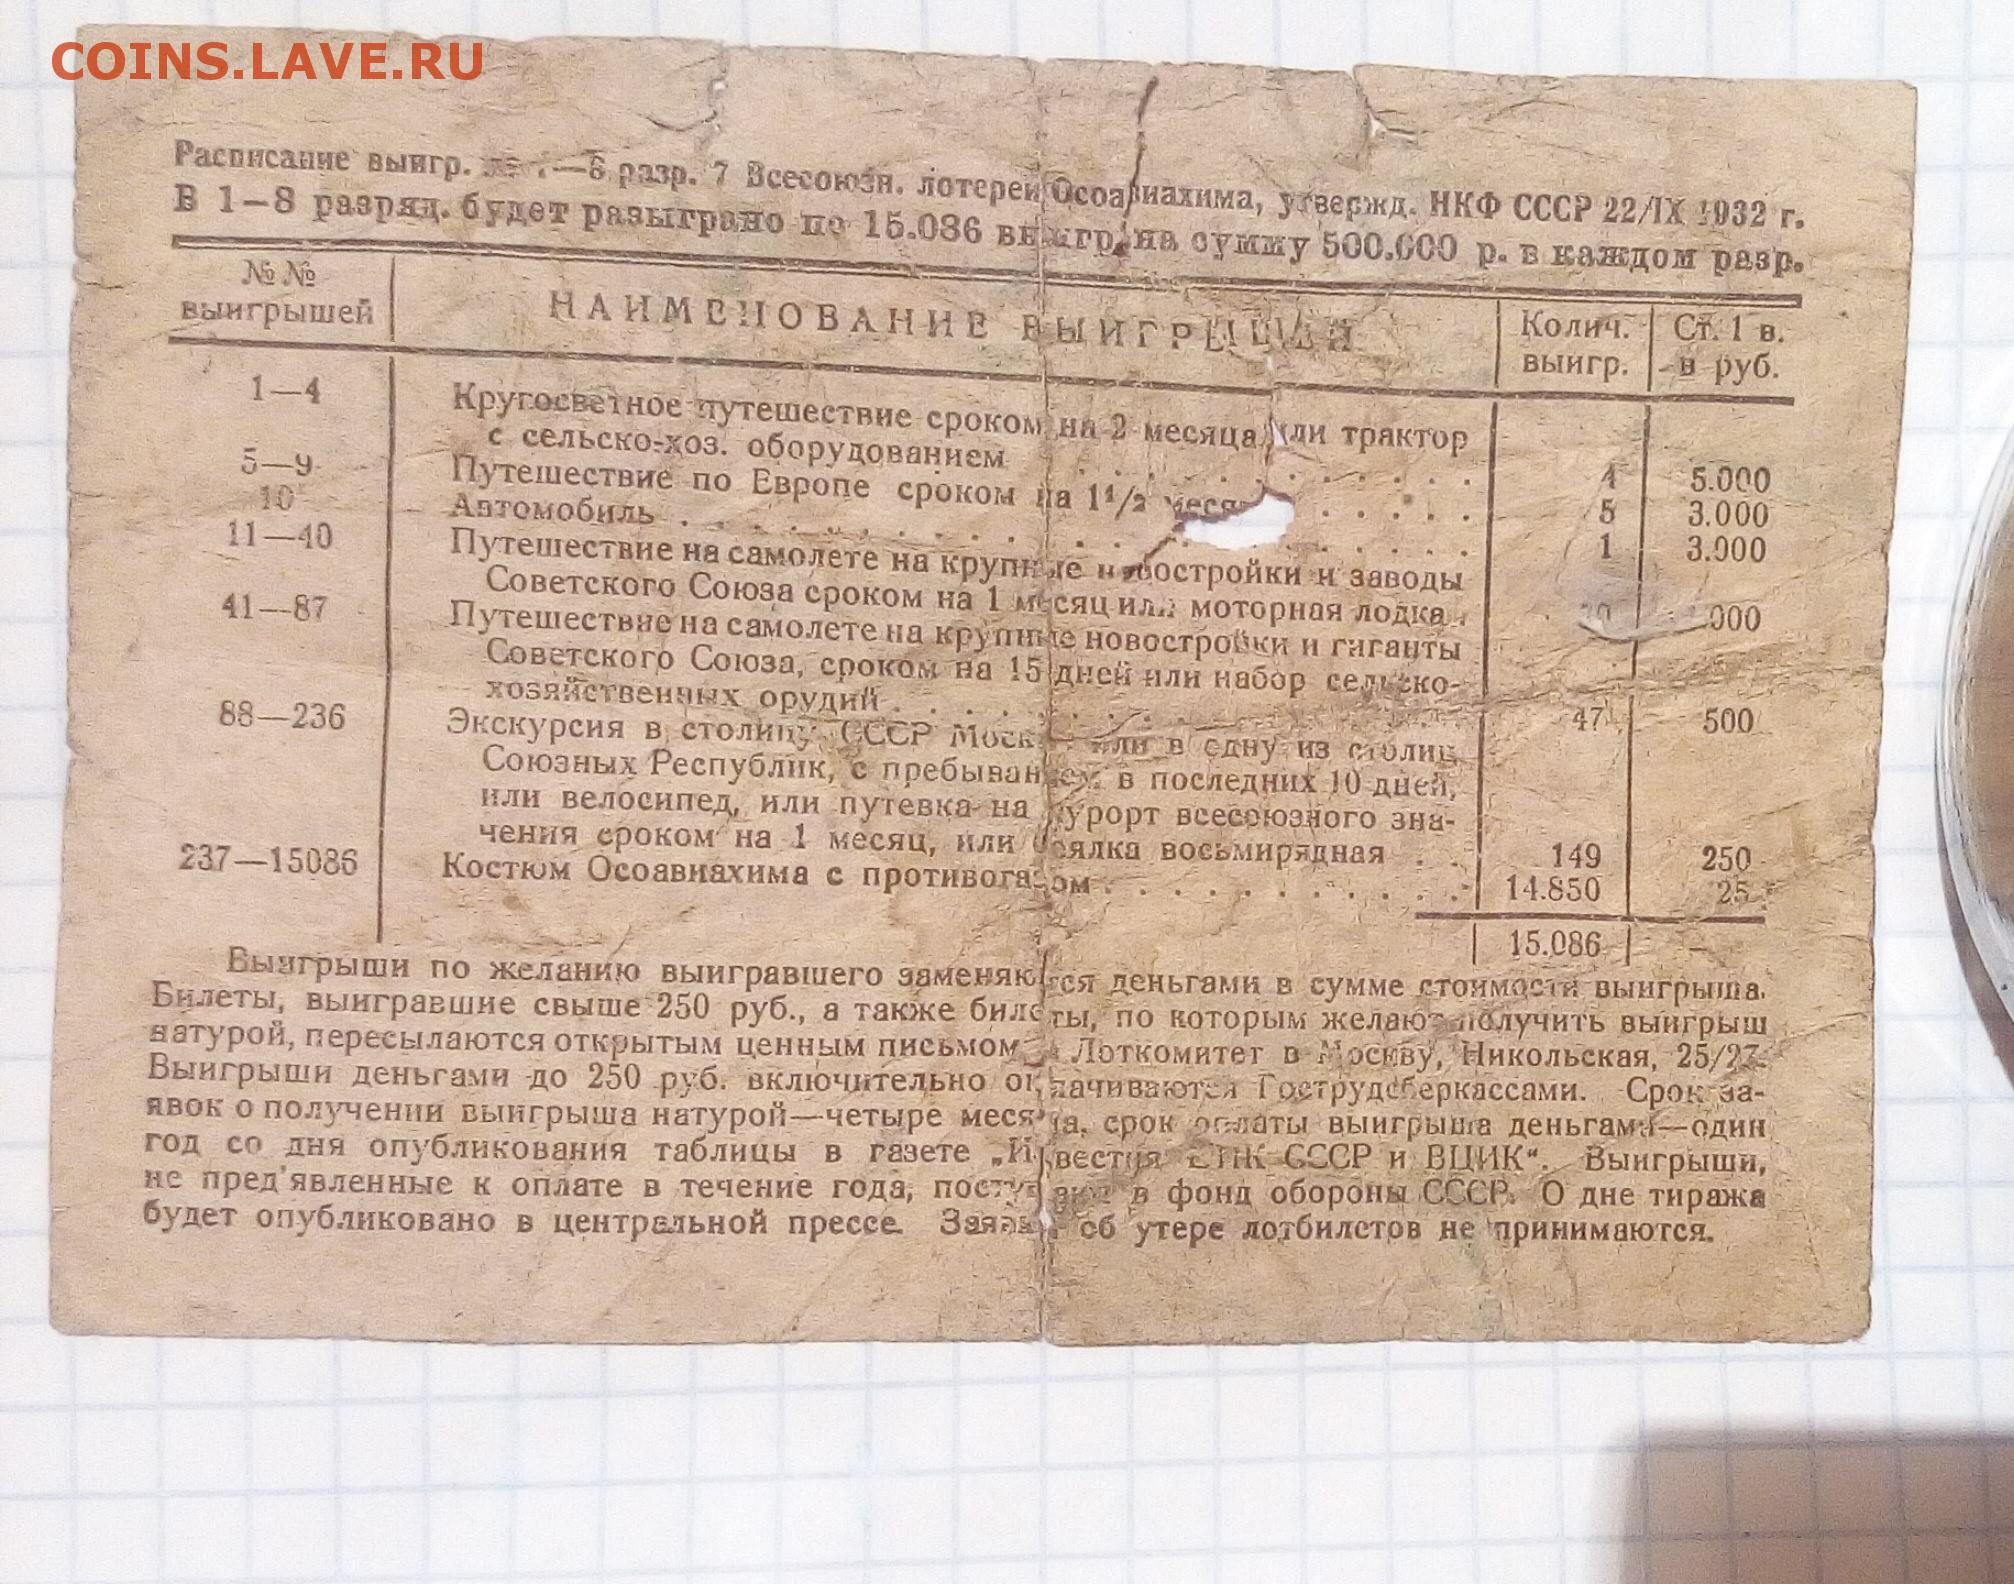 COINS.LAVE.RU
Расписание выигр. —8 разр. 7 Всесоюзн. лотереи Осоавиахима, утвержд. НКФ СССР 22/IX 1932 г.
В 1—8 разряд. будет разыграно по 15.086 выигр. на сумму 500.000 р. в каждом разр.
№№ выигрышей НАИМЕНОВАНИЕ ВЫИГРЫШЕЙ Колич. выигр. Ст. 1 в. в руб.
1—4 Кругосветное путешествие сроком на 2 месяца или трактор
с сельско-хоз. оборудованием . . . . . . . . . . 4 5.000
5—9 Путешествие по Европе сроком на 1½ . . . . . 5 3.000
10 Автомобиль . . . . . . . . . . . . . . . . 1 3.000
11—40 Путешествие на самолете на крупные новостройки и заводы
Советского Союза сроком на 1 месяц или моторная лодка .
41—87 Путешествие на самолете на крупные новостройки и гиганты
Советского Союза, сроком на 15 дней или набор сельско-
хозяйственных орудий . . . . . . . . . . 47 500
88—236 Экскурсия в столицу СССР или в одну из столиц
Союзных Республик, с пребыванием в последних 10 дней,
или велосипед, или путевка на курорт всесоюзного зна-
чения сроком на 1 месяц, или сеялка восьмирядная . . 149 250
237—15086 Костюм Осоавиахима с противогазом . . . . . . . . . . 14.850 25
15.086
Выигрыши по желанию выигравшего заменяются деньгами в сумме стоимости выигрыша.
Билеты, выигравшие свыше 250 руб., а также билеты, по которым желают получить выигрыш
натурой, пересылаются открытым ценным письмом в Лоткомитет в Москву, Никольская, 25/27.
Выигрыши деньгами до 250 руб. включительно оплачиваются Гострудсберкассами. Срок за-
явок о получении выигрыша натурой—четыре месяца, срок оплаты выигрыша деньгами—один
год со дня опубликования таблицы в газете „Известия ЦИК СССР и ВЦИК“. Выигрыши,
не пред'явленные к оплате в течение года, поступают в фонд обороны СССР. О дне тиража
будет опубликовано в центральной прессе. Заявки об утере лотбилетов не принимаются.